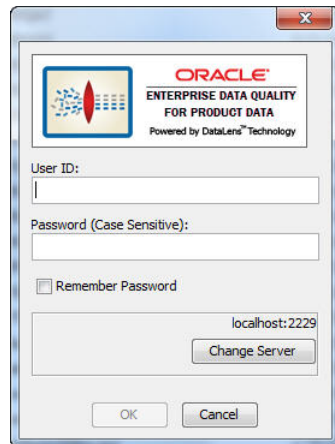 ORACLE
ENTERPRISE DATA QUALITY
FOR PRODUCT DATA
Powered by DataLens™ Technology
User ID:
Password (Case Sensitive):
Remember Password
localhost:2229
Change Server
OK
Cancel